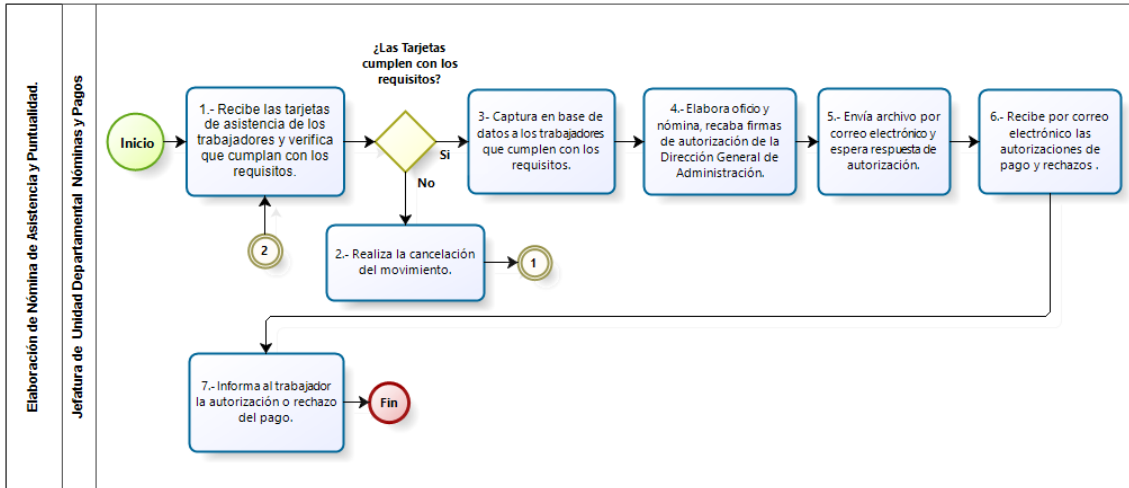 Elaboración de Nómina de Asistencia y Puntualidad.
Jefatura de Unidad Departamental Nóminas y Pagos
Inicio
1.- Recibe las tarjetas
de asistencia de los
trabajadores y verifica
que cumplan con los
requisitos.
¿Las Tarjetas
cumplen con los
requisitos?
Si
No
3- Captura en base de
datos a los trabajadores
que cumplen con los
requisitos.
4.- Elabora oficio y
nómina, recaba firmas
de autorización de la
Dirección General de
Administración.
5.- Envía archivo por
correo electrónico y
espera respuesta de
autorización.
6.- Recibe por correo
electrónico las
autorizaciones de
pago y rechazos .
2
2.- Realiza la cancelación
del movimiento.
1
7.- Informa al trabajador
la autorización o rechazo
del pago.
Fin